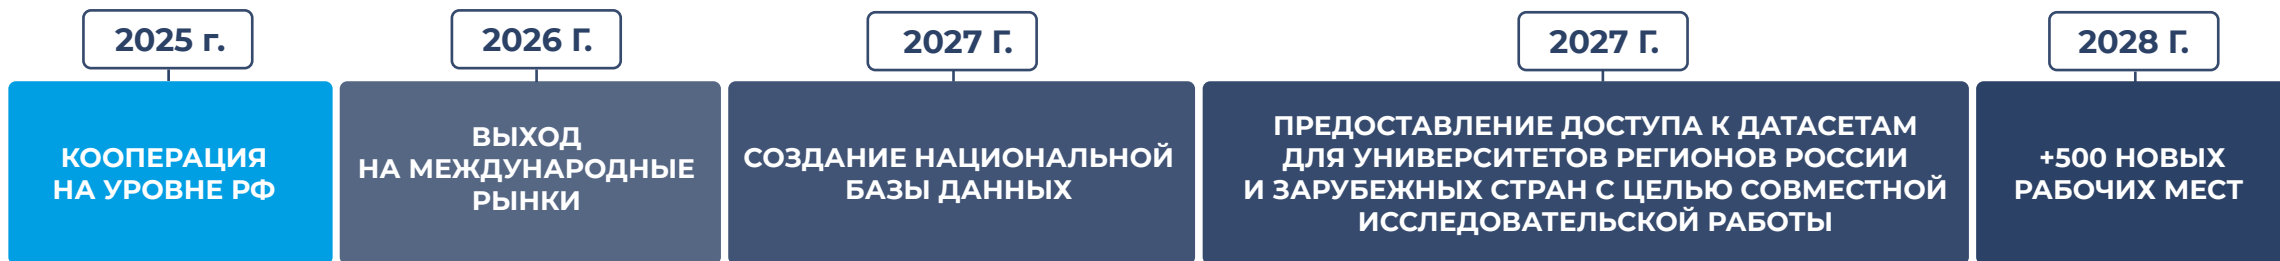 2025 г.
КООПЕРАЦИЯ
НА УРОВНЕ РФ
2026 Г.
ВЫХОД
НА МЕЖДУНАРОДНЫЕ
РЫНКИ
2027 Г.
СОЗДАНИЕ НАЦИОНАЛЬНОЙ
БАЗЫ ДАННЫХ
2027 Г.
ПРЕДОСТАВЛЕНИЕ ДОСТУПА К ДАТАСЕТАМ
ДЛЯ УНИВЕРСИТЕТОВ РЕГИОНОВ РОССИИ
И ЗАРУБЕЖНЫХ СТРАН С ЦЕЛЬЮ СОВМЕСТНОЙ
ИССЛЕДОВАТЕЛЬСКОЙ РАБОТЫ
2028 Г.
+500 НОВЫХ
РАБОЧИХ МЕСТ